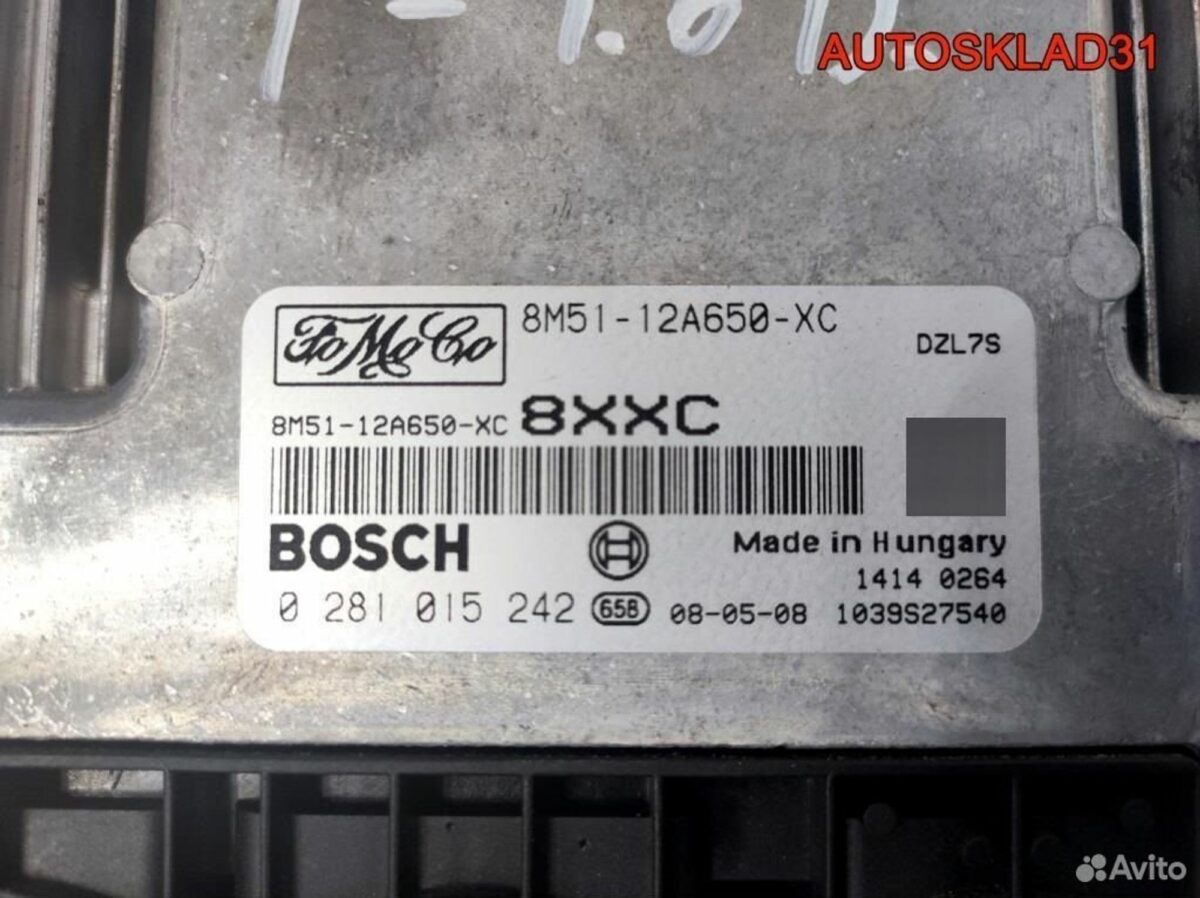 AUTOSKLAD31
FoMoCo
8M51-12A650-XC
DZL7S
8M51-12A650-XC 8XXC
BOSCH
Made in Hungary
1414 0264
0 281 015 242 65B 08-05-08 1039S27540
Avito